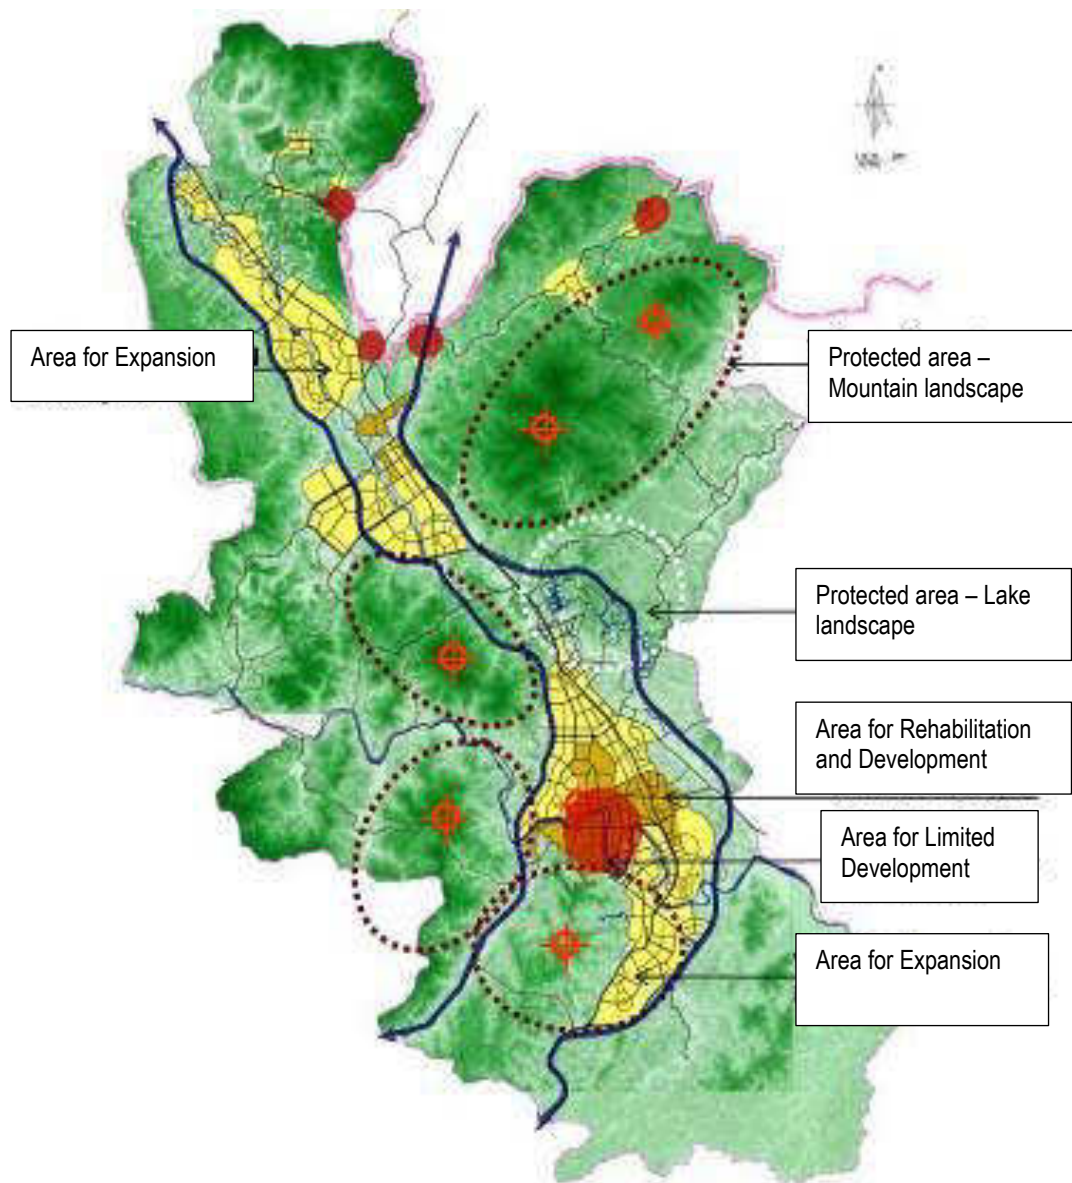 Area for Expansion
Protected area –
Mountain landscape
Protected area – Lake
landscape
Area for Rehabilitation
and Development
Area for Limited
Development
Area for Expansion